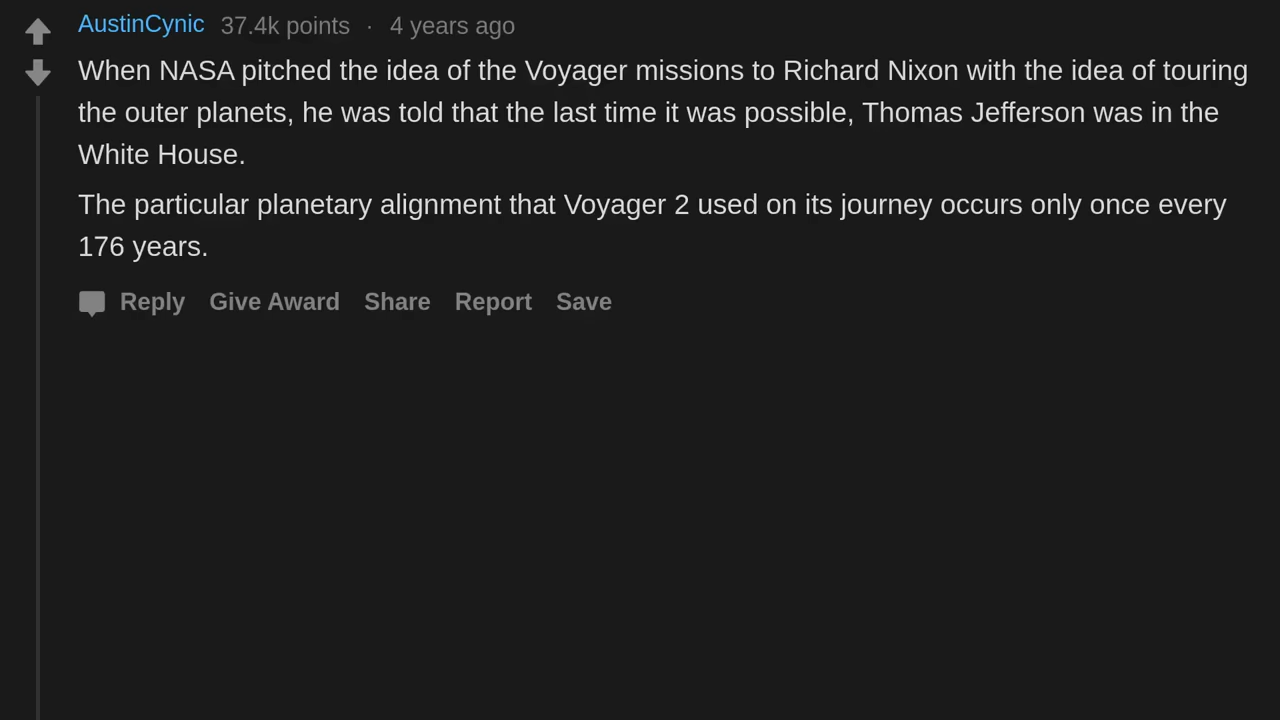 AustinCynic 37.4k points · 4 years ago
When NASA pitched the idea of the Voyager missions to Richard Nixon with the idea of touring
the outer planets, he was told that the last time it was possible, Thomas Jefferson was in the
White House.
The particular planetary alignment that Voyager 2 used on its journey occurs only once every
176 years.
Reply Give Award Share Report Save